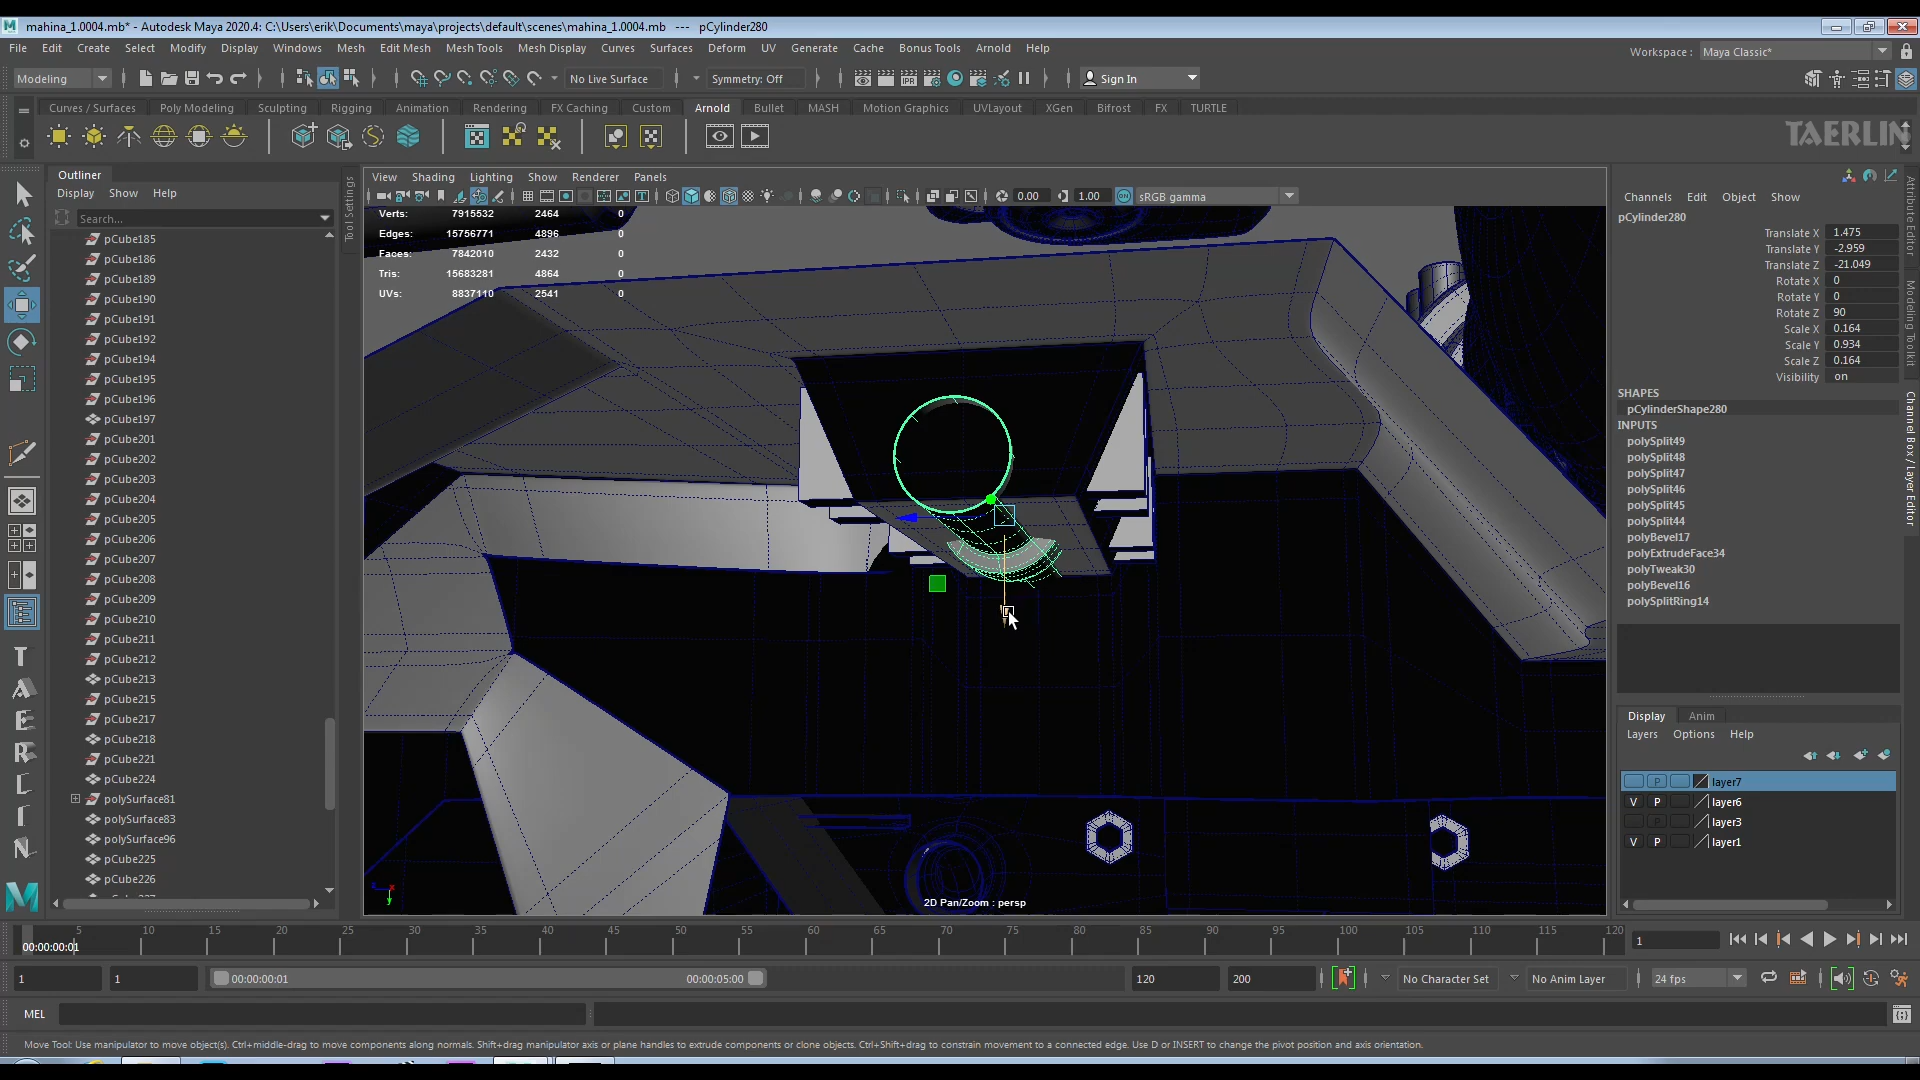 mahina_1.0004.mb* - Autodesk Maya 2020.4: C:\Users\erik\Documents\maya\projects\default\scenes\mahina_1.0004.mb --- pCylinder280
File Edit Create Select Modify Display Windows Mesh Edit Mesh Mesh Tools Mesh Display Curves Surfaces Deform UV Generate Cache Bonus Tools Arnold Help
Workspace : Maya Classic*
Modeling No Live Surface Symmetry: Off Sign In
Curves / Surfaces Poly Modeling Sculpting Rigging Animation Rendering FX Caching Custom Arnold Bullet MASH Motion Graphics UVLayout XGen Bifrost FX TURTLE
TAERLIN
Outliner
Display Show Help
Search...
pCube185
pCube186
pCube189
pCube190
pCube191
pCube192
pCube194
pCube195
pCube196
pCube197
pCube201
pCube202
pCube203
pCube204
pCube205
pCube206
pCube207
pCube208
pCube209
pCube210
pCube211
pCube212
pCube213
pCube215
pCube217
pCube218
pCube221
pCube224
polySurface81
polySurface83
polySurface96
pCube225
pCube226
Tool Settings
View Shading Lighting Show Renderer Panels
0.00 1.00 ON sRGB gamma
Verts: 7915532 2464 0
Edges: 15756771 4896 0
Faces: 7842010 2432 0
Tris: 15683281 4864 0
UVs: 8837110 2541 0
2D Pan/Zoom : persp
Channels Edit Object Show
pCylinder280
Translate X 1.475
Translate Y -2.959
Translate Z -21.049
Rotate X 0
Rotate Y 0
Rotate Z 90
Scale X 0.164
Scale Y 0.934
Scale Z 0.164
Visibility on
SHAPES
pCylinderShape280
INPUTS
polySplit49
polySplit48
polySplit47
polySplit46
polySplit45
polySplit44
polyBevel17
polyExtrudeFace34
polyTweak30
polyBevel16
polySplitRing14
Display Anim
Layers Options Help
P layer7
V P layer6
P layer3
V P layer1
Attribute Editor
Modeling Toolkit
Channel Box / Layer Editor
5 10 15 20 25 30 35 40 45 50 55 60 65 70 75 80 85 90 95 100 105 110 115 120
00:00:00:01
1
1 1 00:00:00:01 00:00:05:00 120 200 No Character Set No Anim Layer 24 fps
MEL
Move Tool: Use manipulator to move object(s). Ctrl+middle-drag to move components along normals. Shift+drag manipulator axis or plane handles to extrude components or clone objects. Ctrl+Shift+drag to constrain movement to a connected edge. Use D or INSERT to change the pivot position and axis orientation.